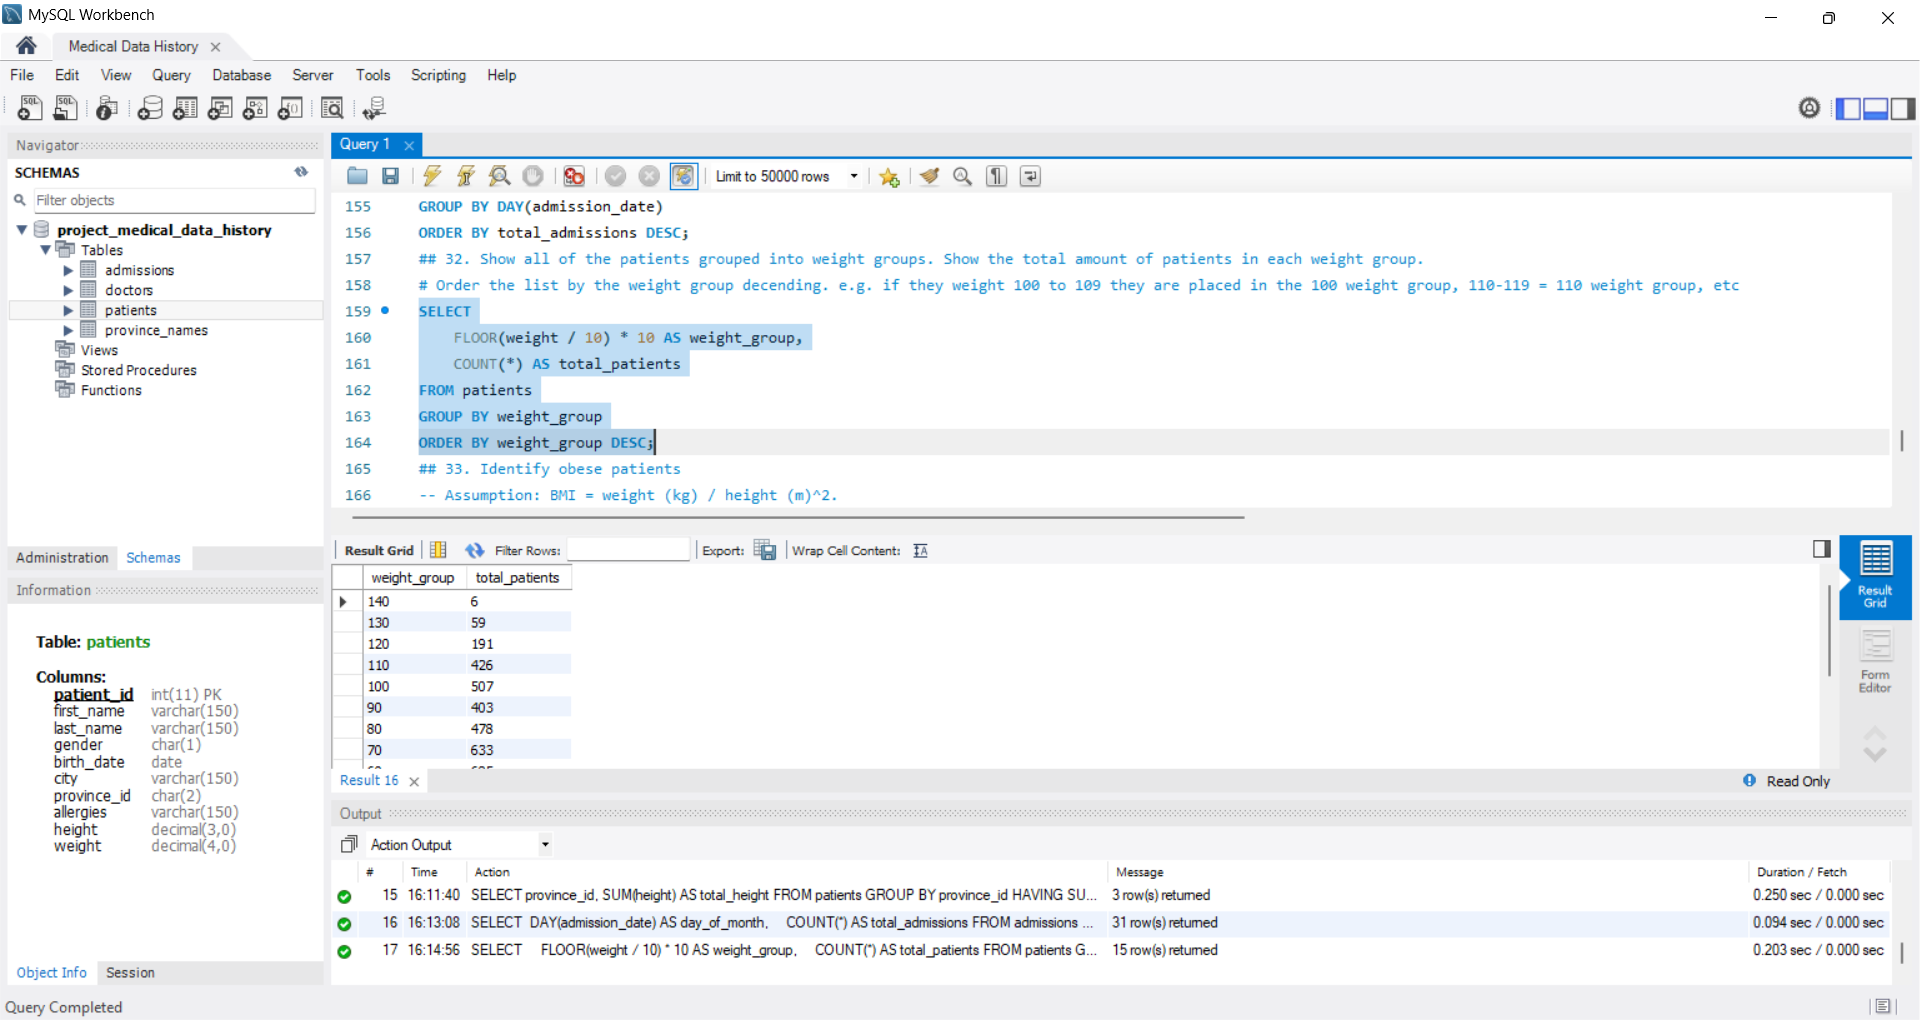 MySQL Workbench
Medical Data History
File Edit View Query Database Server Tools Scripting Help
Navigator
SCHEMAS
Filter objects
project_medical_data_history
Tables
admissions
doctors
patients
province_names
Views
Stored Procedures
Functions
Administration Schemas
Information
Table: patients
Columns:
patient_id int(11) PK
first_name varchar(150)
last_name varchar(150)
gender char(1)
birth_date date
city varchar(150)
province_id char(2)
allergies varchar(150)
height decimal(3,0)
weight decimal(4,0)
Object Info Session
Query 1
Limit to 50000 rows
155 GROUP BY DAY(admission_date)
156 ORDER BY total_admissions DESC;
157 ## 32. Show all of the patients grouped into weight groups. Show the total amount of patients in each weight group.
158 # Order the list by the weight group decending. e.g. if they weight 100 to 109 they are placed in the 100 weight group, 110-119 = 110 weight group, etc
159 SELECT
160 FLOOR(weight / 10) * 10 AS weight_group,
161 COUNT(*) AS total_patients
162 FROM patients
163 GROUP BY weight_group
164 ORDER BY weight_group DESC;
165 ## 33. Identify obese patients
166 -- Assumption: BMI = weight (kg) / height (m)^2.
Result Grid Filter Rows: Export: Wrap Cell Content:
weight_group total_patients
140 6
130 59
120 191
110 426
100 507
90 403
80 478
70 633
Result Grid
Form Editor
Result 16
Read Only
Output
Action Output
# Time Action Message Duration / Fetch
15 16:11:40 SELECT province_id, SUM(height) AS total_height FROM patients GROUP BY province_id HAVING SU... 3 row(s) returned 0.250 sec / 0.000 sec
16 16:13:08 SELECT DAY(admission_date) AS day_of_month, COUNT(*) AS total_admissions FROM admissions ... 31 row(s) returned 0.094 sec / 0.000 sec
17 16:14:56 SELECT FLOOR(weight / 10) * 10 AS weight_group, COUNT(*) AS total_patients FROM patients G... 15 row(s) returned 0.203 sec / 0.000 sec
Query Completed